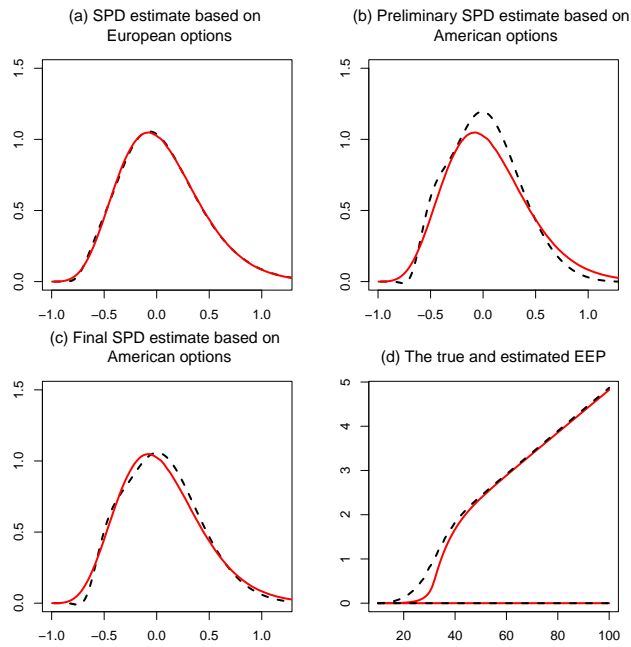 (a) SPD estimate based on
European options
0.0 0.5 1.0 1.5
−1.0 −0.5 0.0 0.5 1.0
(b) Preliminary SPD estimate based on
American options
0.0 0.5 1.0 1.5
−1.0 −0.5 0.0 0.5 1.0
(c) Final SPD estimate based on
American options
0.0 0.5 1.0 1.5
−1.0 −0.5 0.0 0.5 1.0
(d) The true and estimated EEP
0 1 2 3 4 5
20 40 60 80 100